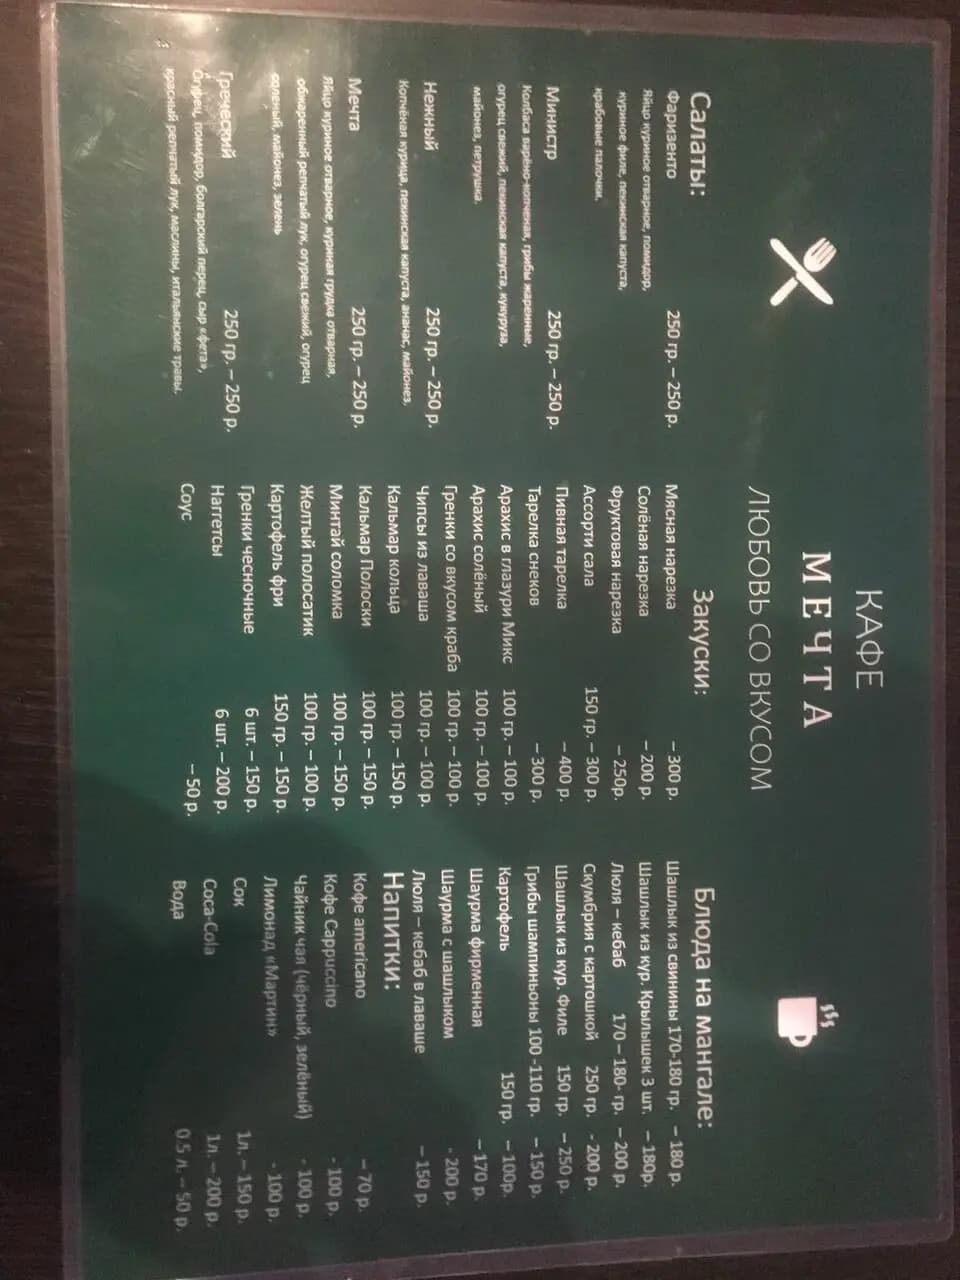 КАФЕ
МЕЧТА
ЛЮБОВЬ СО ВКУСОМ
Салаты:
Фаризенто 250 гр. – 250 р.
Яйцо куриное отварное, помидор,
куриное филе, пекинская капуста,
крабовые палочки.
Министр 250 гр. – 250 р.
Колбаса варёно-копченая, грибы жаренные,
огурец свежий, пекинская капуста, кукуруза,
майонез, петрушка.
Нежный 250 гр. – 250 р.
Копчёная курица, пекинская капуста, ананас, майонез.
Мечта 250 гр. – 250 р.
Яйцо куриное отварное, куриная грудка отварная,
обжаренный репчатый лук, огурец свежий, огурец
соленый, майонез, зелень
Греческий 250 гр. – 250 р.
Огурец, помидор, болгарский перец, сыр «фета»,
красный репчатый лук, маслины, итальянские травы.
Закуски:
Мясная нарезка – 300 р.
Солёная нарезка – 200 р.
Фруктовая нарезка – 250р.
Ассорти сала 150 гр. – 300 р.
Пивная тарелка – 400 р.
Тарелка снеков – 300 р.
Арахис в глазури Микс 100 гр. – 100 р.
Арахис солёный 100 гр. – 100 р.
Гренки со вкусом краба 100 гр. – 100 р.
Чипсы из лаваша 100 гр. – 100 р.
Кальмар кольца 100 гр. – 150 р.
Кальмар Полоски 100 гр. – 150 р.
Минтай соломка 100 гр. – 150 р.
Желтый полосатик 100 гр. – 100 р.
Картофель фри 150 гр. – 150 р.
Гренки чесночные 6 шт. – 150 р.
Наггетсы 6 шт. – 200 р.
Соус – 50 р.
Блюда на мангале:
Шашлык из свинины 170-180 гр. – 180 р.
Шашлык из кур. Крылышек 3 шт. – 180р.
Люля – кебаб 170 – 180- гр. – 200 р.
Скумбрия с картошкой 250 гр. - 200 р.
Шашлык из кур. Филе 150 гр. – 250 р.
Грибы шампиньоны 100 -110 гр. – 150 р.
Картофель 150 гр. – 100р.
Шаурма фирменная – 170 р.
Шаурма с шашлыком - 200 р.
Люля – кебаб в лаваше – 150 р.
Напитки:
Кофе americano – 70 р.
Кофе Cappuccino - 100 р.
Чайник чая (чёрный, зелёный) - 100 р.
Лимонад «Мартин» - 100 р.
Сок 1л. – 150 р.
Coca-Cola 1л. – 200 р.
Вода 0.5 л. – 50 р.